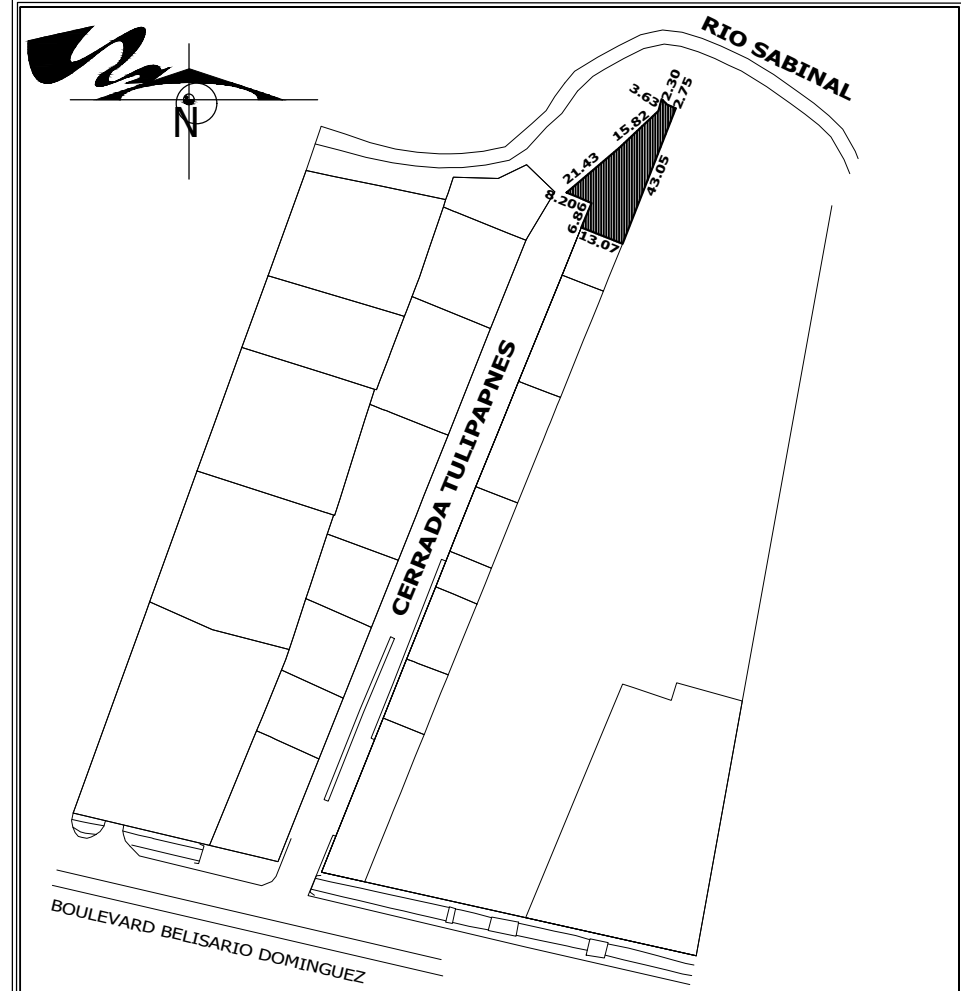 RIO SABINAL
N
2.30
3.63
2.75
15.82
21.43
43.05
8.20
6.86
13.07
CERRADA TULIPAPNES
BOULEVARD BELISARIO DOMINGUEZ